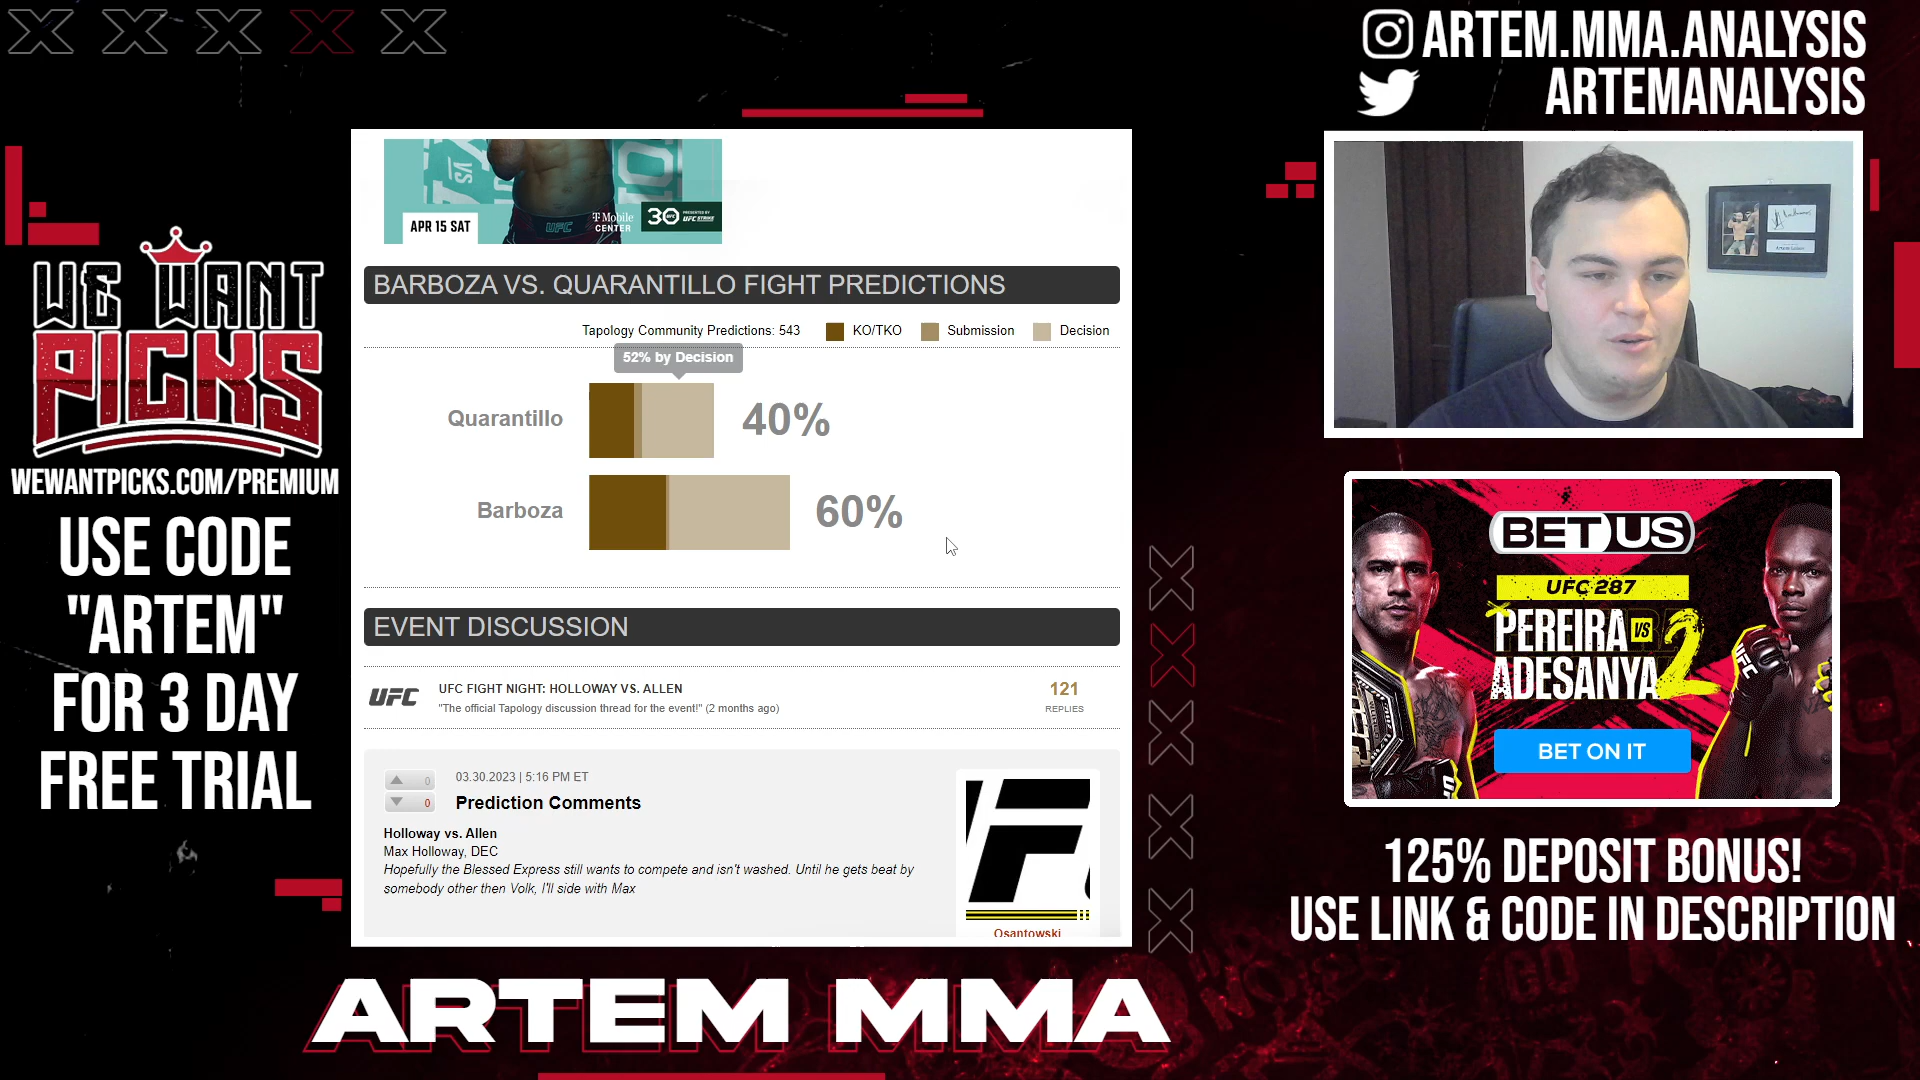 ARTEM.MMA.ANALYSIS
ARTEMANALYSIS
WE WANT
PICKS
WEWANTPICKS.COM/PREMIUM
USE CODE
"ARTEM"
FOR 3 DAY
FREE TRIAL
VS
APR 15 SAT
UFC
T Mobile
CENTER
30
PRESENTED BY
UFC STRIKE
BARBOZA VS. QUARANTILLO FIGHT PREDICTIONS
Tapology Community Predictions: 543 KO/TKO Submission Decision
52% by Decision
Quarantillo 40%
Barboza 60%
EVENT DISCUSSION
UFC
UFC FIGHT NIGHT: HOLLOWAY VS. ALLEN
"The official Tapology discussion thread for the event!" (2 months ago)
121
REPLIES
0
0
03.30.2023 | 5:16 PM ET
Prediction Comments
Holloway vs. Allen
Max Holloway, DEC
Hopefully the Blessed Express still wants to compete and isn't washed. Until he gets beat by
somebody other then Volk, I'll side with Max
Osantowski
BETUS
UFC 287
PEREIRA VS
ADESANYA 2
UFC
BET ON IT
125% DEPOSIT BONUS!
USE LINK & CODE IN DESCRIPTION
ARTEM MMA